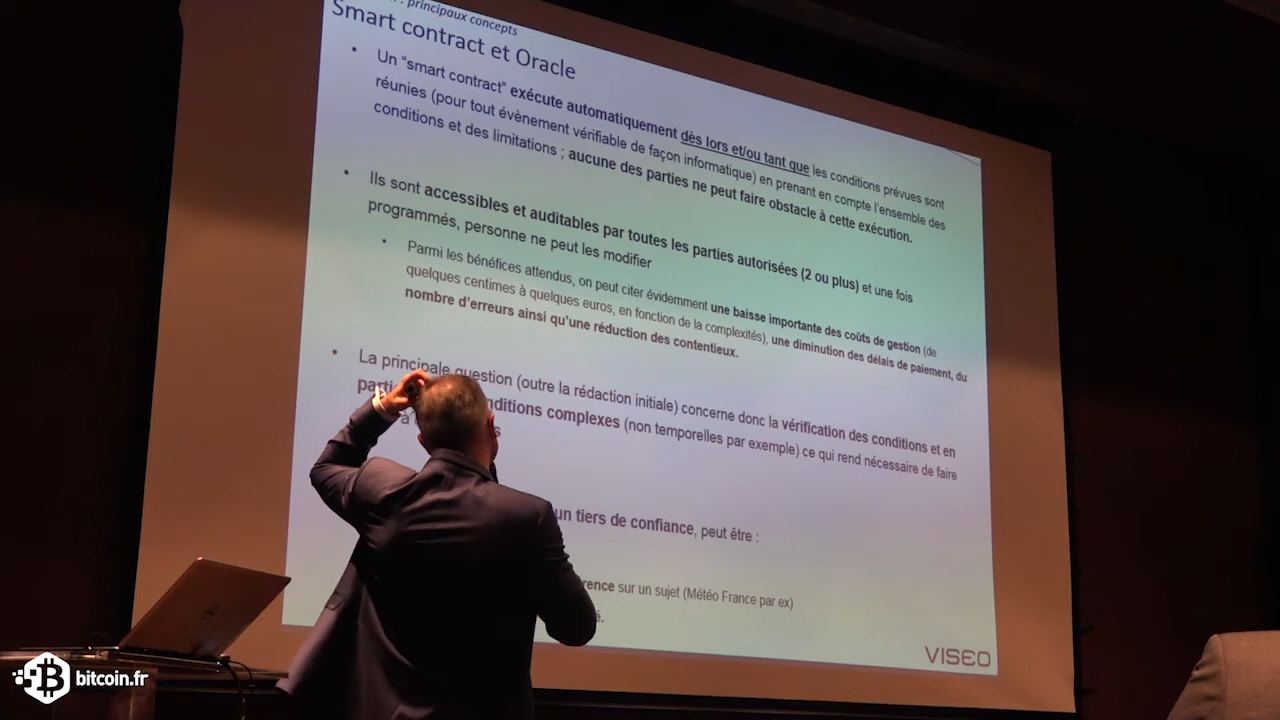 : principaux concepts
Smart contract et Oracle
• Un “smart contract” exécute automatiquement dès lors et/ou tant que les conditions prévues sont
réunies (pour tout évènement vérifiable de façon informatique) en prenant en compte l’ensemble des
conditions et des limitations ; aucune des parties ne peut faire obstacle à cette exécution.
• Ils sont accessibles et auditables par toutes les parties autorisées (2 ou plus) et une fois
programmés, personne ne peut les modifier
• Parmi les bénéfices attendus, on peut citer évidemment une baisse importante des coûts de gestion (de
quelques centimes à quelques euros, en fonction de la complexités), une diminution des délais de paiement, du
nombre d’erreurs ainsi qu’une réduction des contentieux.
• La principale question (outre la rédaction initiale) concerne donc la vérification des conditions et en
complexes (non temporelles par exemple) ce qui rend nécessaire de faire
à
un tiers de confiance, peut être :
sur un sujet (Météo France par ex)
VISEO
bitcoin.fr